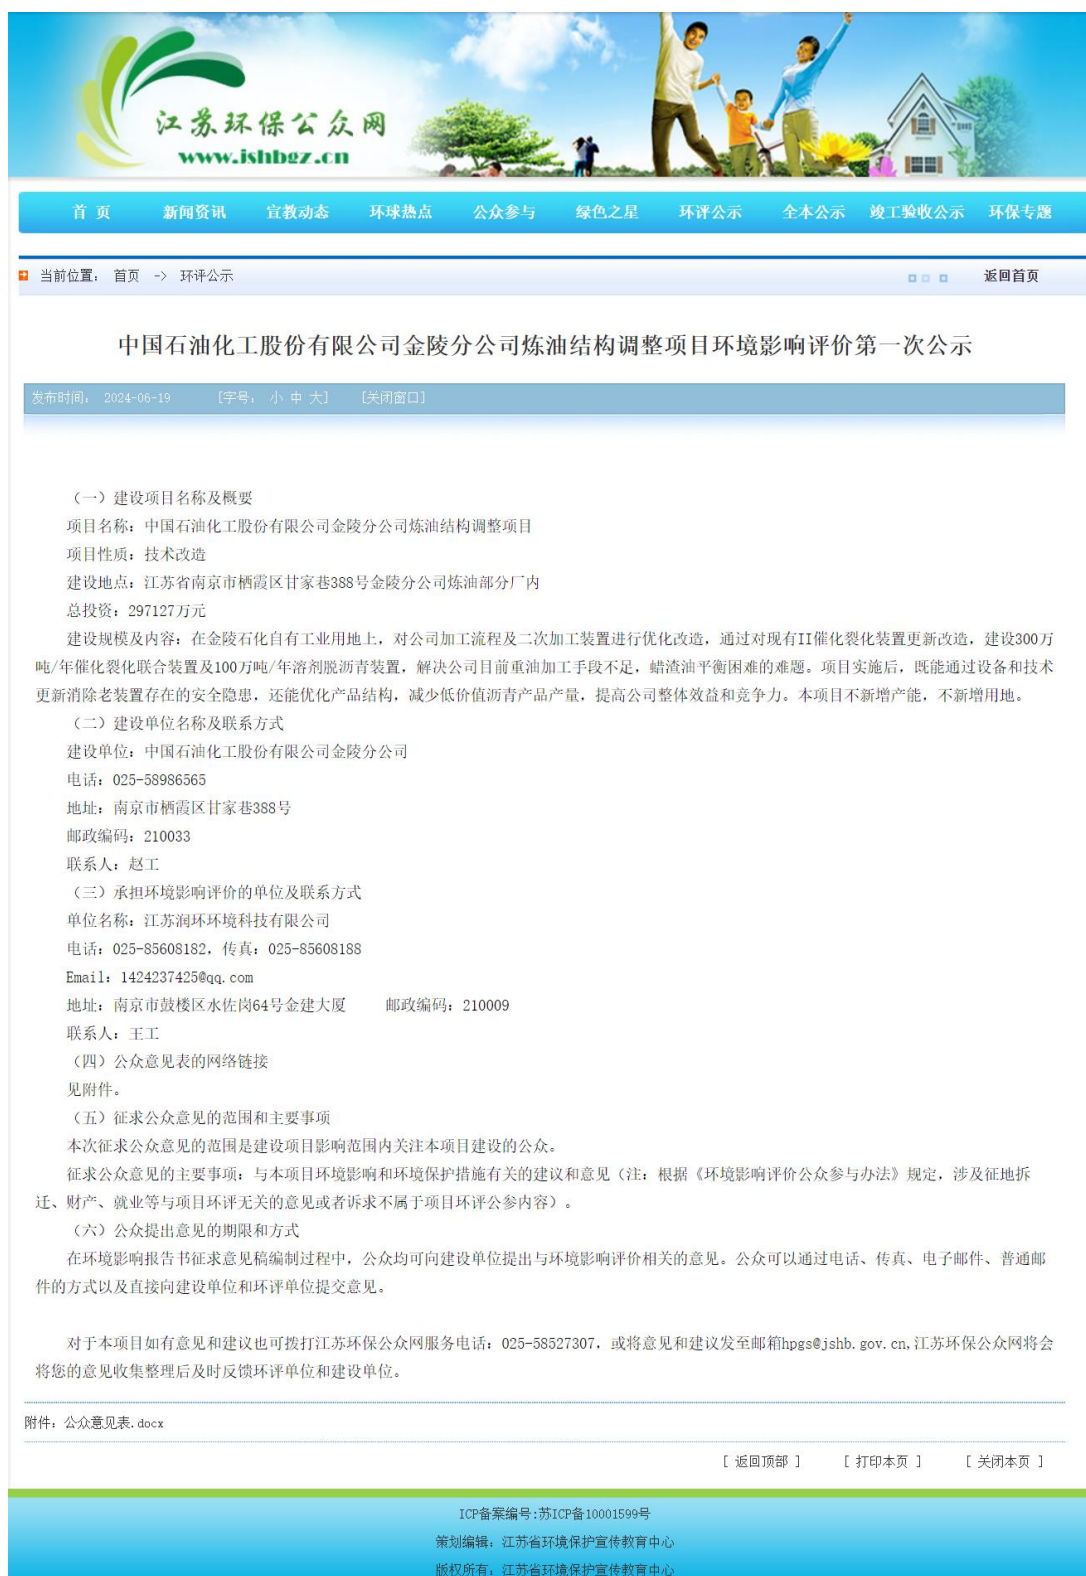 江苏环保公众网
www.jshbgz.cn
首 页 新闻资讯 宣教动态 环球热点 公众参与 绿色之星 环评公示 全本公示 竣工验收公示 环保专题
当前位置： 首页 -> 环评公示 返回首页
中国石油化工股份有限公司金陵分公司炼油结构调整项目环境影响评价第一次公示
发布时间： 2024-06-19 [字号： 小 中 大] [关闭窗口]
（一）建设项目名称及概要
项目名称：中国石油化工股份有限公司金陵分公司炼油结构调整项目
项目性质：技术改造
建设地点：江苏省南京市栖霞区甘家巷388号金陵分公司炼油部分厂内
总投资：297127万元
建设规模及内容：在金陵石化自有工业用地上，对公司加工流程及二次加工装置进行优化改造，通过对现有II催化裂化装置更新改造，建设300万
吨/年催化裂化联合装置及100万吨/年溶剂脱沥青装置，解决公司目前重油加工手段不足，蜡渣油平衡困难的难题。项目实施后，既能通过设备和技术
更新消除老装置存在的安全隐患，还能优化产品结构，减少低价值沥青产品产量，提高公司整体效益和竞争力。本项目不新增产能，不新增用地。
（二）建设单位名称及联系方式
建设单位：中国石油化工股份有限公司金陵分公司
电话：025-58986565
地址：南京市栖霞区甘家巷388号
邮政编码：210033
联系人：赵工
（三）承担环境影响评价的单位及联系方式
单位名称：江苏润环环境科技有限公司
电话：025-85608182，传真：025-85608188
Email：1424237425@qq.com
地址：南京市鼓楼区水佐岗64号金建大厦 邮政编码：210009
联系人：王工
（四）公众意见表的网络链接
见附件。
（五）征求公众意见的范围和主要事项
本次征求公众意见的范围是建设项目影响范围内关注本项目建设的公众。
征求公众意见的主要事项：与本项目环境影响和环境保护措施有关的建议和意见（注：根据《环境影响评价公众参与办法》规定，涉及征地拆
迁、财产、就业等与项目环评无关的意见或者诉求不属于项目环评公参内容）。
（六）公众提出意见的期限和方式
在环境影响报告书征求意见稿编制过程中，公众均可向建设单位提出与环境影响评价相关的意见。公众可以通过电话、传真、电子邮件、普通邮
件的方式以及直接向建设单位和环评单位提交意见。
对于本项目如有意见和建议也可拨打江苏环保公众网服务电话：025-58527307，或将意见和建议发至邮箱hpgs@jshb.gov.cn,江苏环保公众网将会
将您的意见收集整理后及时反馈环评单位和建设单位。
附件：公众意见表.docx
[ 返回顶部 ] [ 打印本页 ] [ 关闭本页 ]
ICP备案编号:苏ICP备10001599号
策划编辑：江苏省环境保护宣传教育中心
版权所有：江苏省环境保护宣传教育中心